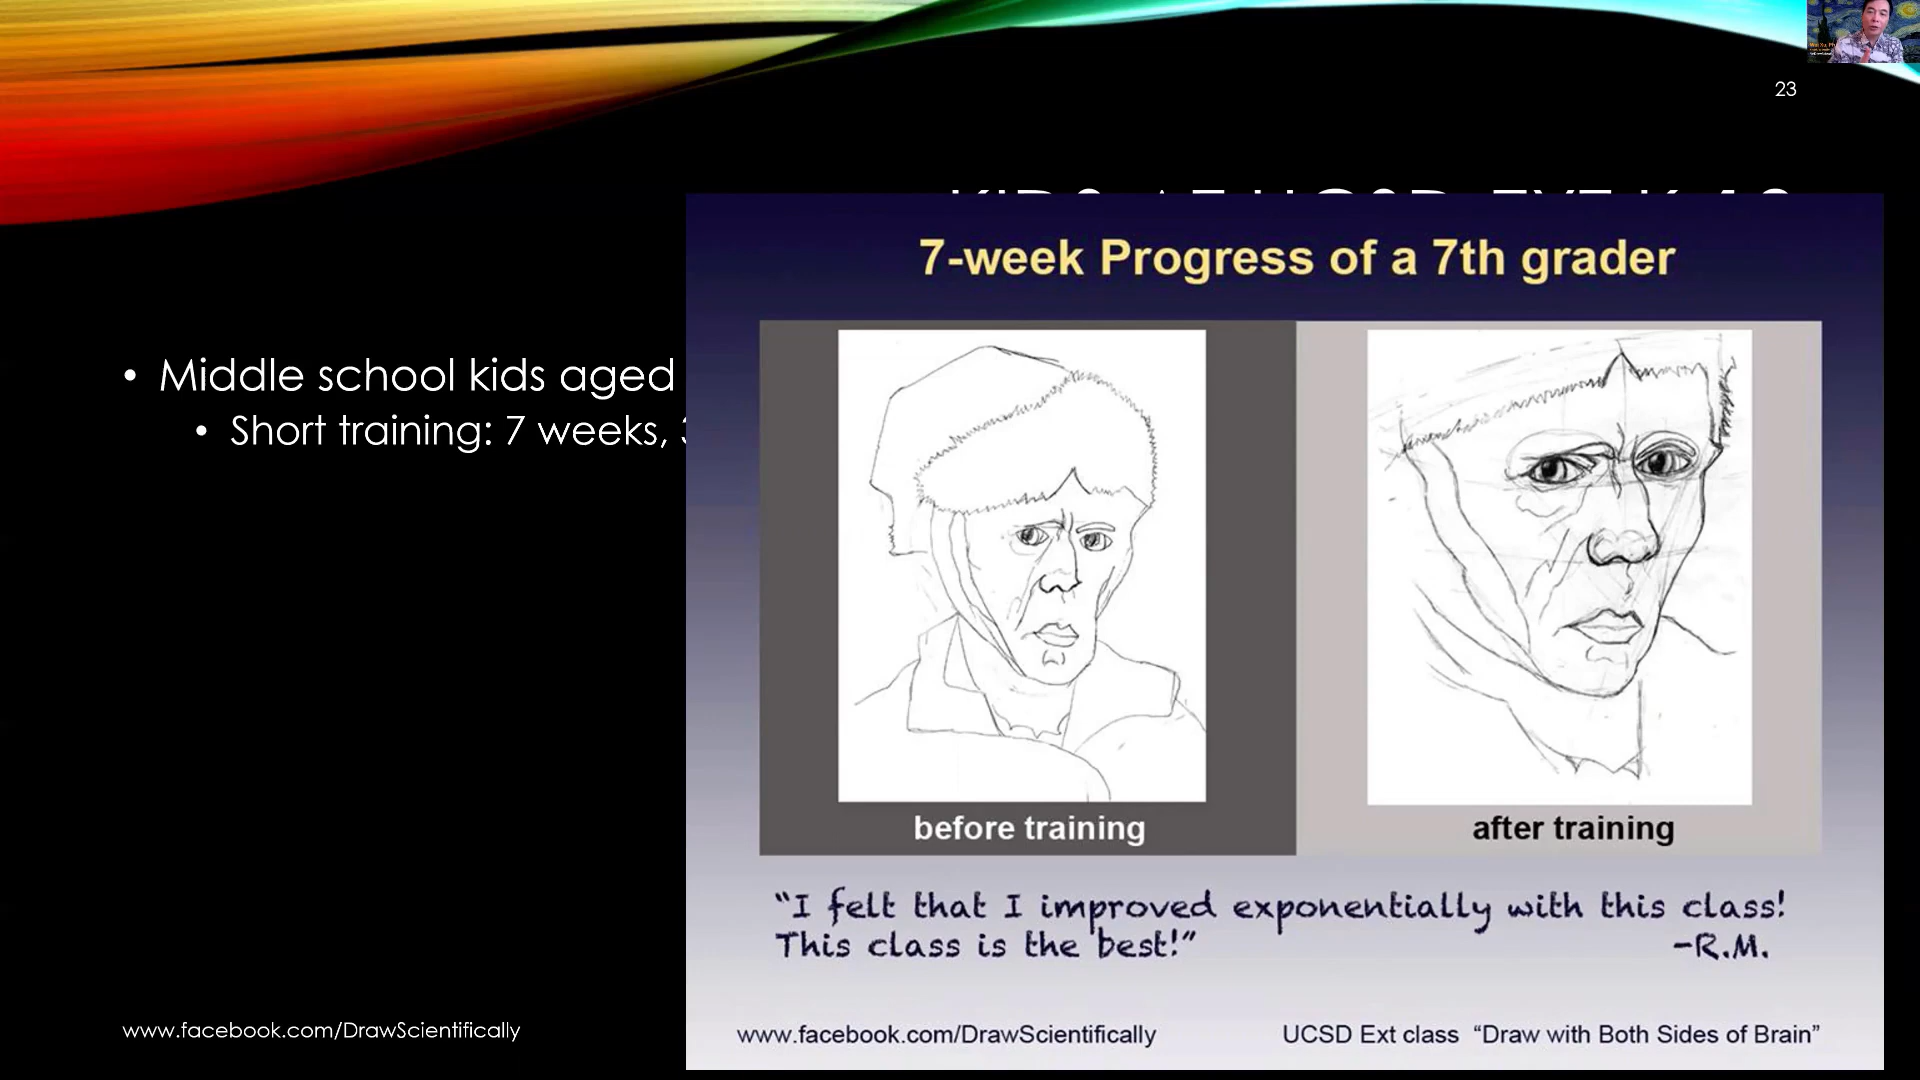 23
7-week Progress of a 7th grader
• Middle school kids aged
• Short training: 7 weeks,
before training
after training
“I felt that I improved exponentially with this class!
This class is the best!”
-R.M.
www.facebook.com/DrawScientifically
www.facebook.com/DrawScientifically
UCSD Ext class “Draw with Both Sides of Brain”